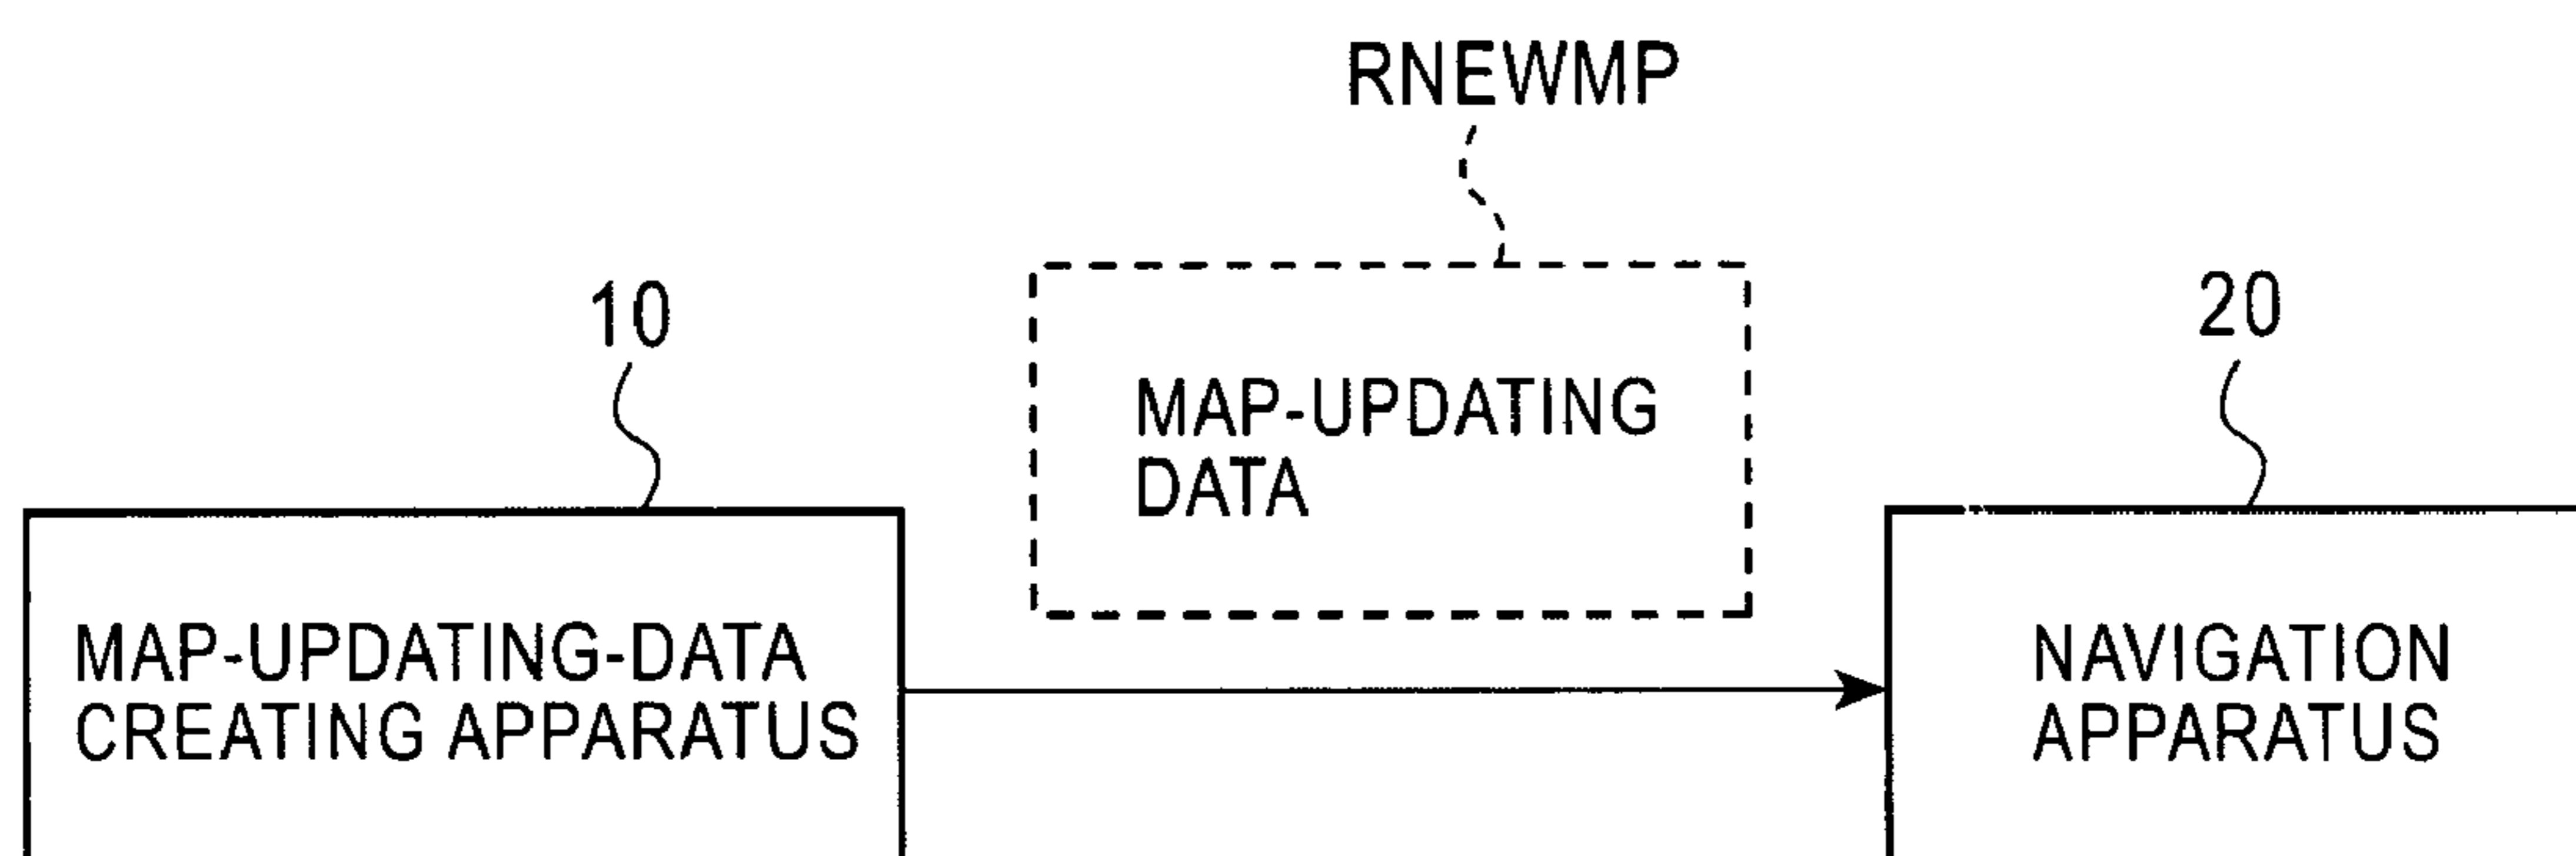 RNEWMP
10
MAP-UPDATING
DATA
20
MAP-UPDATING-DATA
CREATING APPARATUS
NAVIGATION
APPARATUS